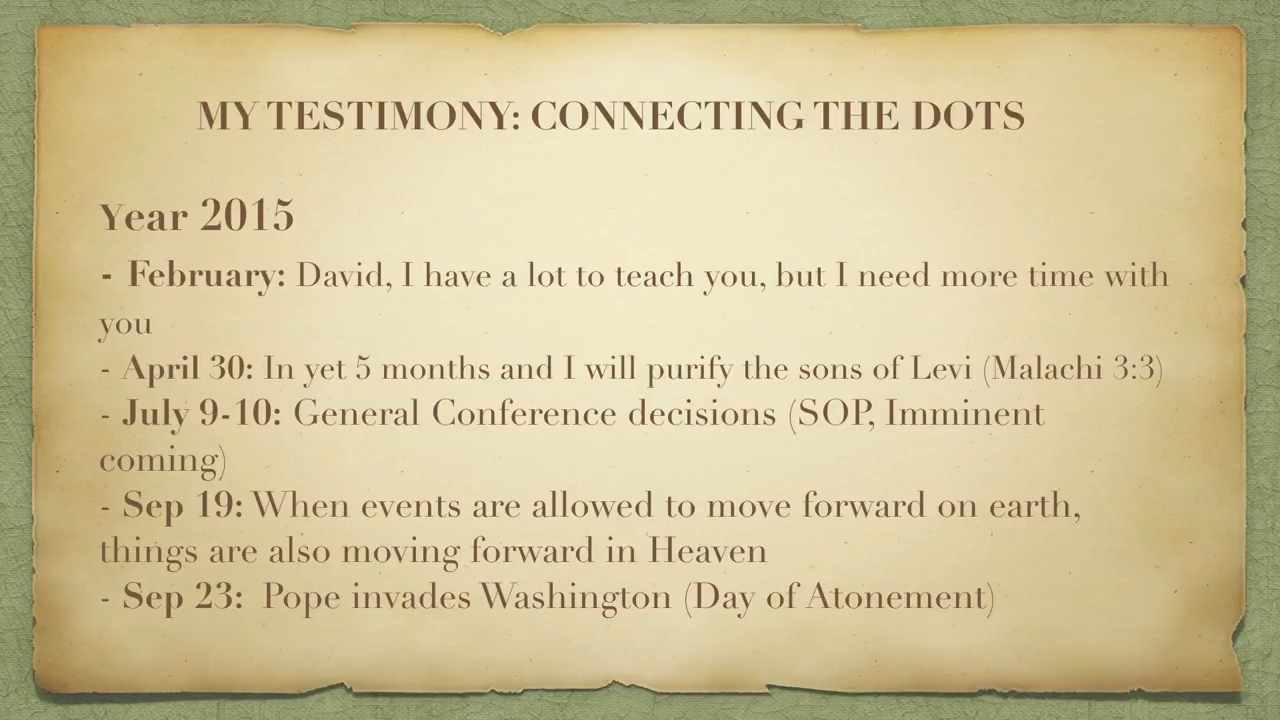 MY TESTIMONY: CONNECTING THE DOTS
Year 2015
- February: David, I have a lot to teach you, but I need more time with
you
- April 30: In yet 5 months and I will purify the sons of Levi (Malachi 3:3)
- July 9-10: General Conference decisions (SOP, Imminent
coming)
- Sep 19: When events are allowed to move forward on earth,
things are also moving forward in Heaven
- Sep 23: Pope invades Washington (Day of Atonement)